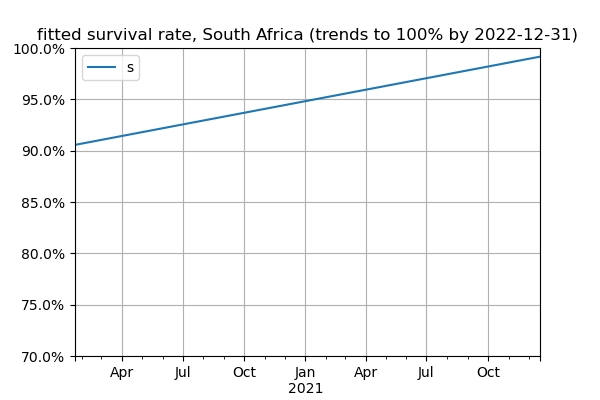 fitted survival rate, South Africa (trends to 100% by 2022-12-31)
100.0%
95.0%
90.0%
85.0%
80.0%
75.0%
70.0%
s
Apr Jul Oct Jan Apr Jul Oct
2021